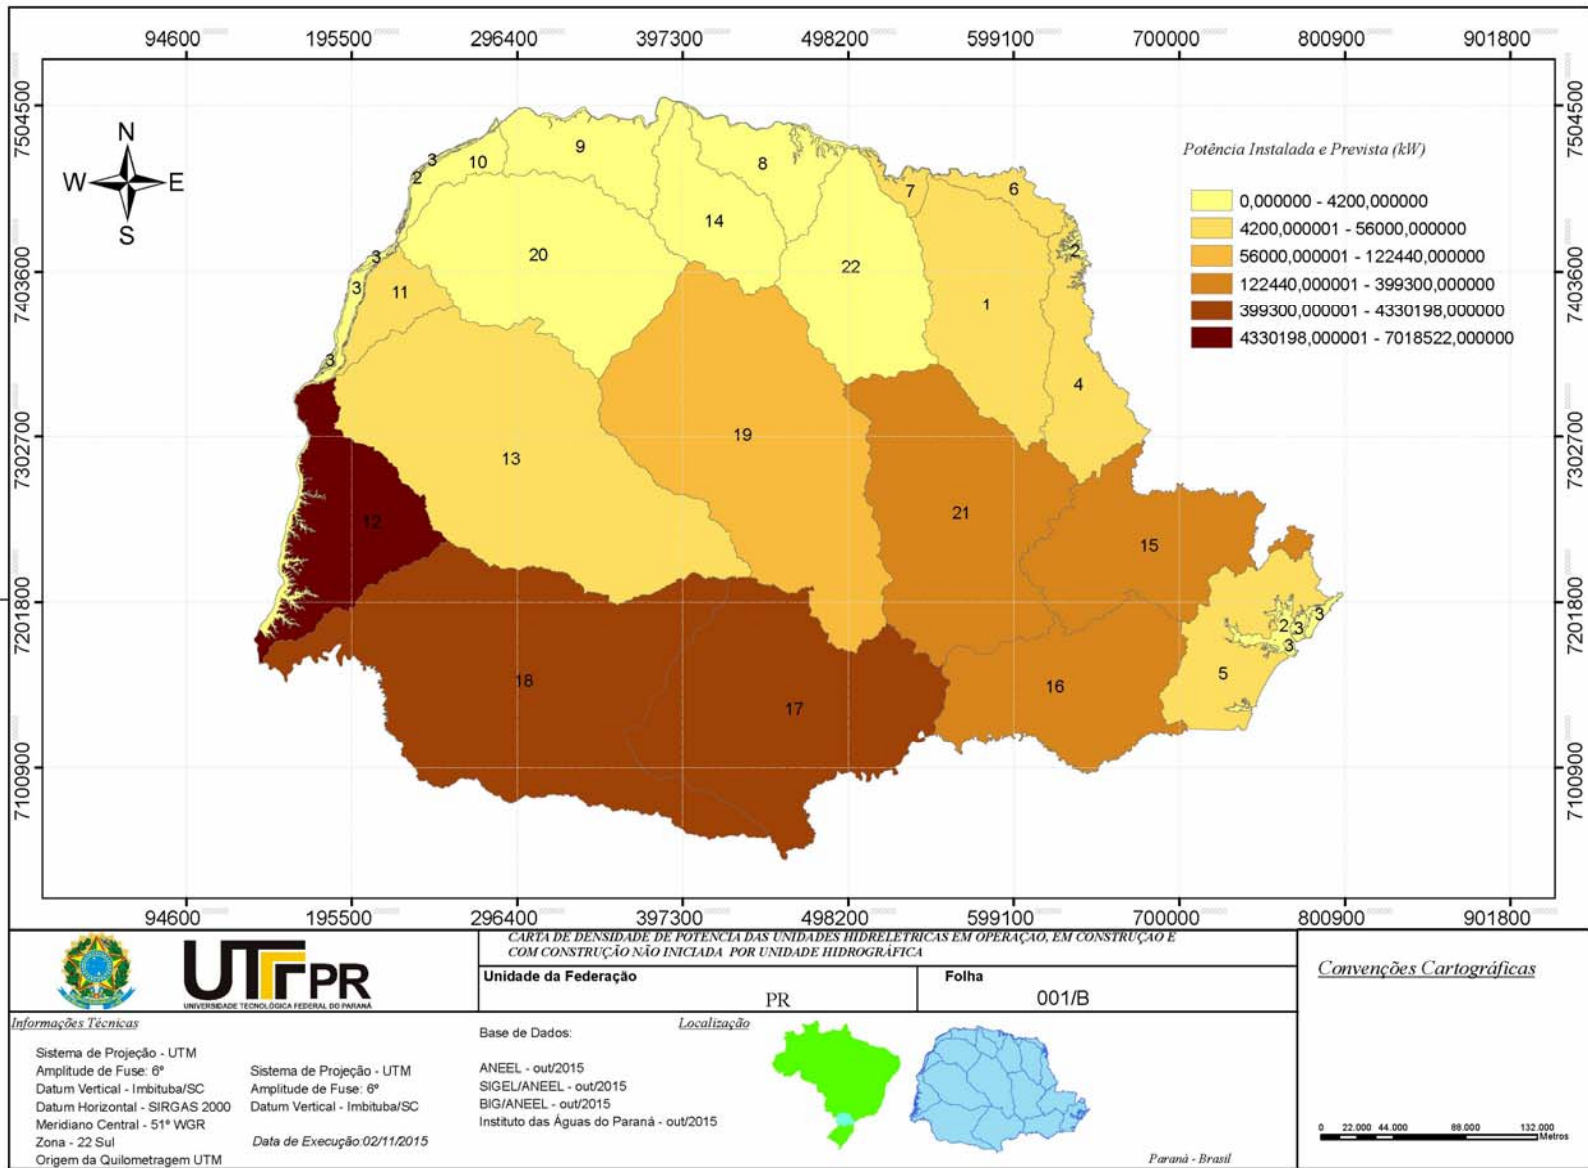 94600 195500 296400 397300 498200 599100 700000 800900 901800
7504500
7403600
7302700
7201800
7100900
N
W E
S
3
10
9
8
7
6
2
14
3
20
22
2
3
11
1
3
4
19
13
12
21
15
3
2
3
3
18
17
16
5
Potência Instalada e Prevista (kW)
0,000000 - 4200,000000
4200,000001 - 56000,000000
56000,000001 - 122440,000000
122440,000001 - 399300,000000
399300,000001 - 4330198,000000
4330198,000001 - 7018522,000000
7504500
7403600
7302700
7201800
7100900
94600 195500 296400 397300 498200 599100 700000 800900 901800
UTFPR
UNIVERSIDADE TECNOLÓGICA FEDERAL DO PARANÁ
CARTA DE DENSIDADE DE POTENCIA DAS UNIDADES HIDRELETRICAS EM OPERAÇAO, EM CONSTRUÇAO E
COM CONSTRUÇÃO NÃO INICIADA POR UNIDADE HIDROGRÁFICA
Unidade da Federação
PR
Folha
001/B
Convenções Cartográficas
Informações Técnicas
Sistema de Projeção - UTM
Amplitude de Fuse: 6º
Datum Vertical - Imbituba/SC
Datum Horizontal - SIRGAS 2000
Meridiano Central - 51º WGR
Zona - 22 Sul
Origem da Quilometragem UTM
Sistema de Projeção - UTM
Amplitude de Fuse: 6º
Datum Vertical - Imbituba/SC
Data de Execução:02/11/2015
Base de Dados:
ANEEL - out/2015
SIGEL/ANEEL - out/2015
BIG/ANEEL - out/2015
Instituto das Águas do Paraná - out/2015
Localização
Paraná - Brasil
0 22.000 44.000 88.000 132.000
Metros